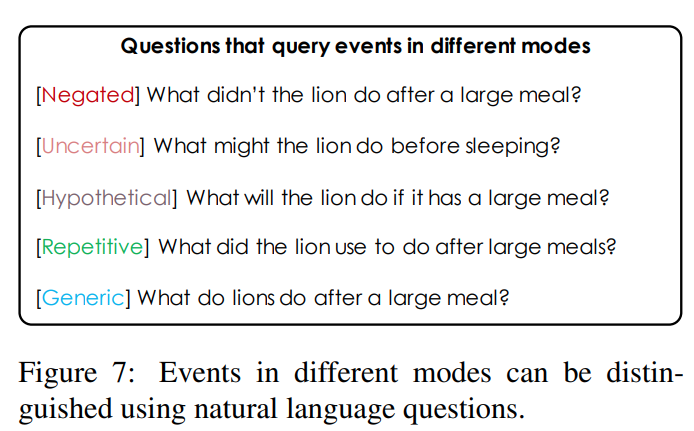 Questions that query events in different modes
[Negated] What didn't the lion do after a large meal?
[Uncertain] What might the lion do before sleeping?
[Hypothetical] What will the lion do if it has a large meal?
[Repetitive] What did the lion use to do after large meals?
[Generic] What do lions do after a large meal?
Figure 7: Events in different modes can be distin-
guished using natural language questions.